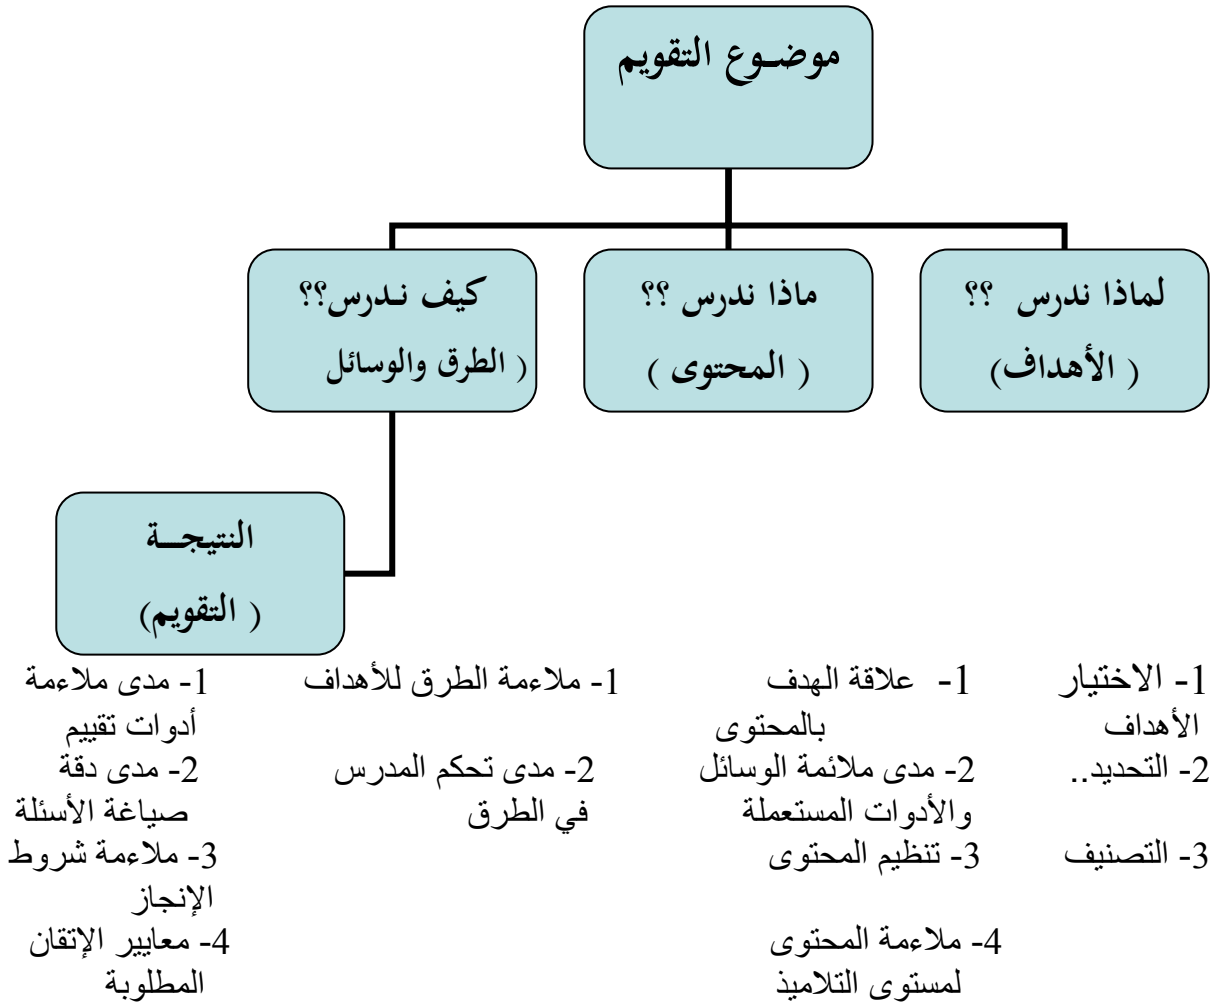 موضـوع التقويم
لماذا ندرس ؟؟
( الأهداف)
ماذا ندرس ؟؟
( المحتوى )
كيف نـدرس؟؟
( الطرق والوسائل
النتيجــة
( التقويم)
1- الاختيار
الأهداف
2- التحديد..
3- التصنيف
1- علاقة الهدف
بالمحتوى
2- مدى ملائمة الوسائل
والأدوات المستعملة
3- تنظيم المحتوى
4- ملاءمة المحتوى
لمستوى التلاميذ
1- ملاءمة الطرق للأهداف
2- مدى تحكم المدرس
في الطرق
1- مدى ملاءمة
أدوات تقييم
2- مدى دقة
صياغة الأسئلة
3- ملاءمة شروط
الإنجاز
4- معايير الإتقان
المطلوبة